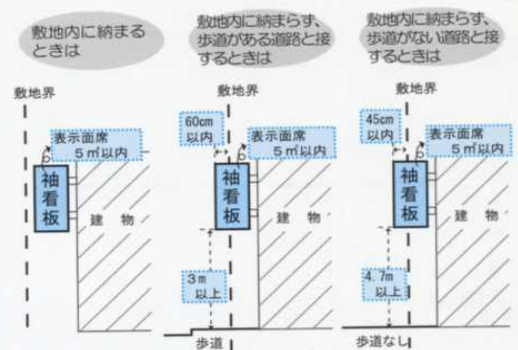 敷地内に納まる
ときは
敷地界
表示面席
5㎡以内
袖看板
建物
敷地内に納まらず、
歩道がある道路と接
するときは
敷地界
60cm
以内
表示面席
5㎡以内
袖看板
建物
3m
以上
歩道
敷地内に納まらず、
歩道がない道路と接
するときは
敷地界
45cm
以内
表示面席
5㎡以内
袖看板
建物
4.7m
以上
歩道なし